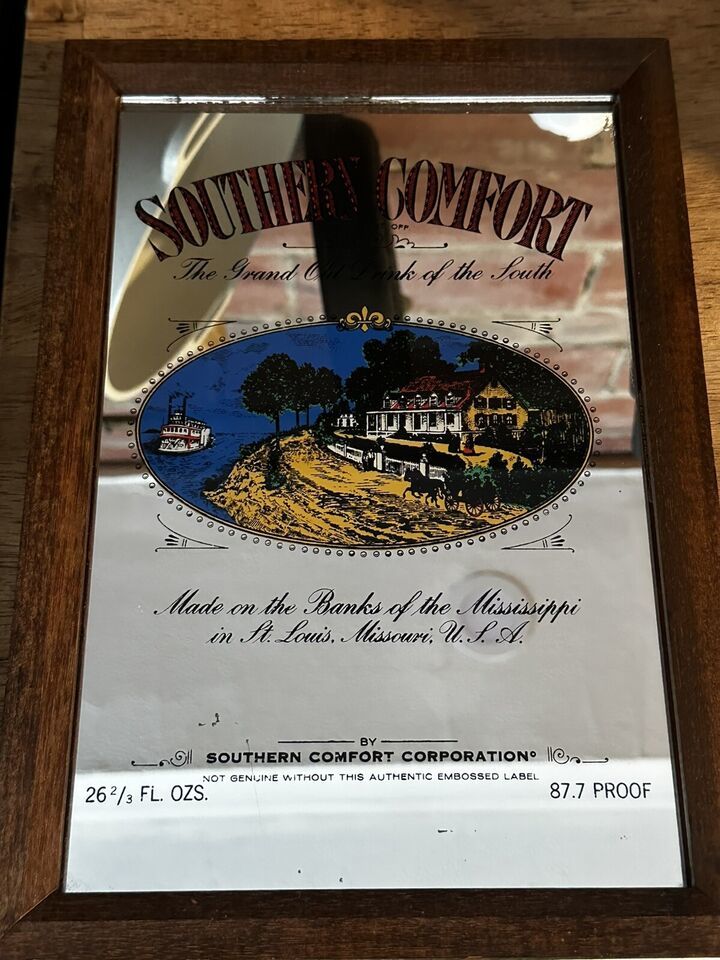 SOUTHERN COMFORT
OFF
The Grand Old Drink of the South
Made on the Banks of the Mississippi
in St. Louis, Missouri, U.S.A.
BY
SOUTHERN COMFORT CORPORATION®
NOT GENUINE WITHOUT THIS AUTHENTIC EMBOSSED LABEL
26 2/3 FL. OZS.
87.7 PROOF